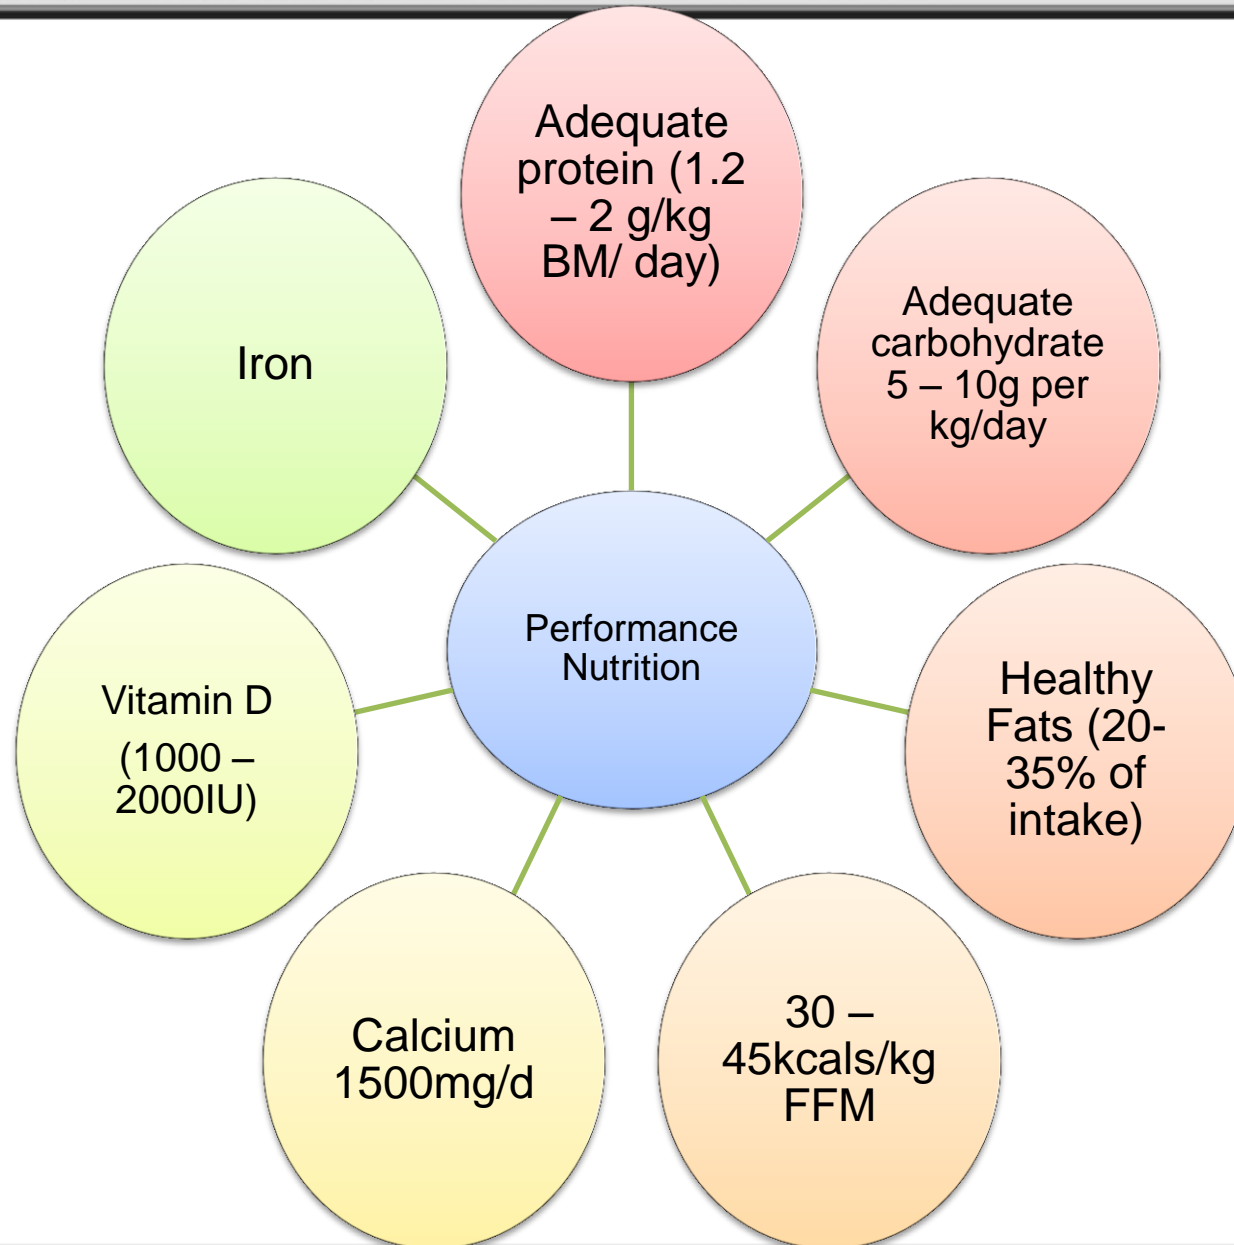 Adequate
protein (1.2
– 2 g/kg
BM/ day)
Adequate
carbohydrate
5 – 10g per
kg/day
Healthy
Fats (20-
35% of
intake)
30 –
45kcals/kg
FFM
Calcium
1500mg/d
Vitamin D
(1000 –
2000IU)
Iron
Performance
Nutrition